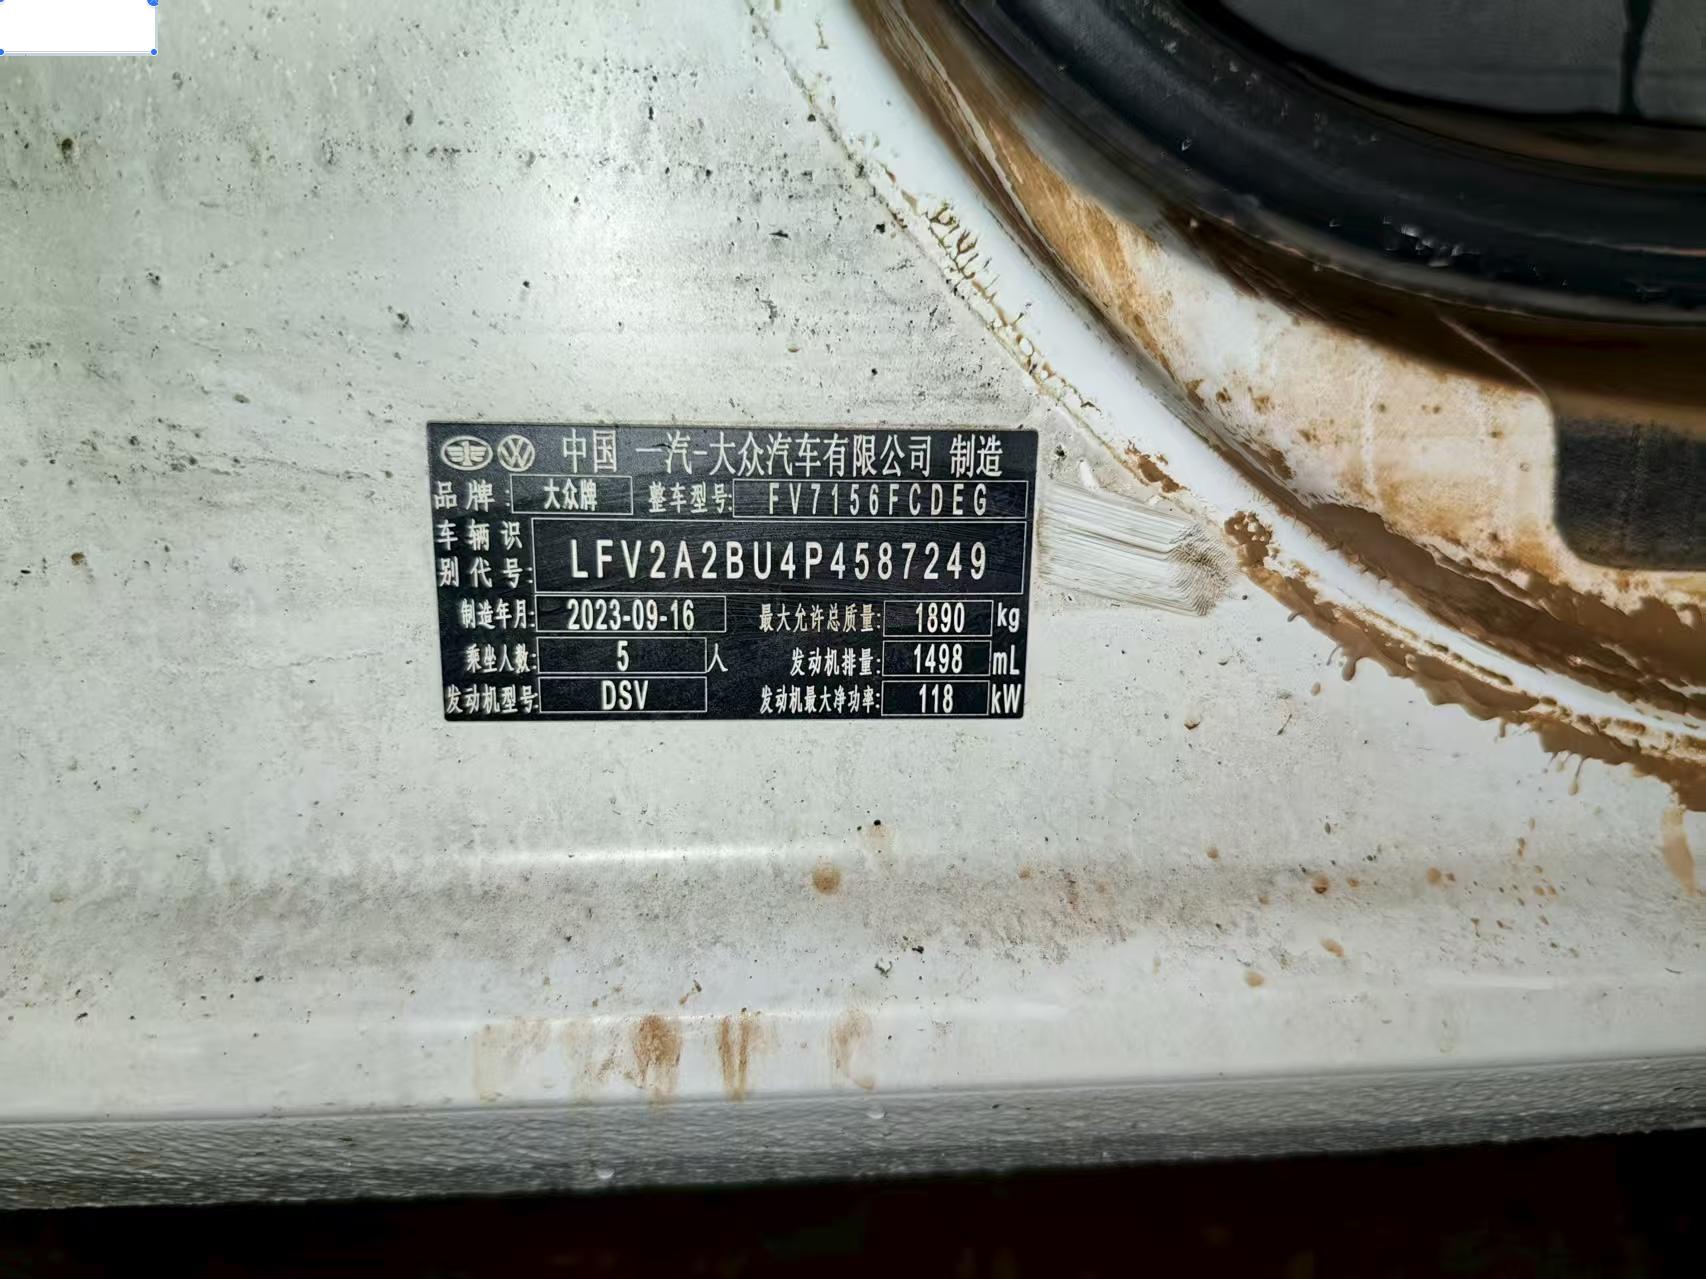 中国 一汽-大众汽车有限公司 制造
品牌: 大众牌 整车型号: FV7156FCDEG
车辆识别代号: LFV2A2BU4P4587249
制造年月: 2023-09-16 最大允许总质量: 1890 kg
乘坐人数: 5 人 发动机排量: 1498 mL
发动机型号: DSV 发动机最大净功率: 118 kW